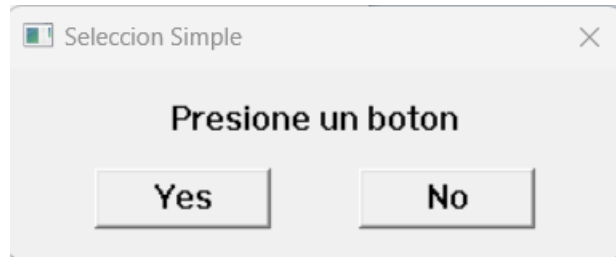 Seleccion Simple
Presione un boton
Yes No